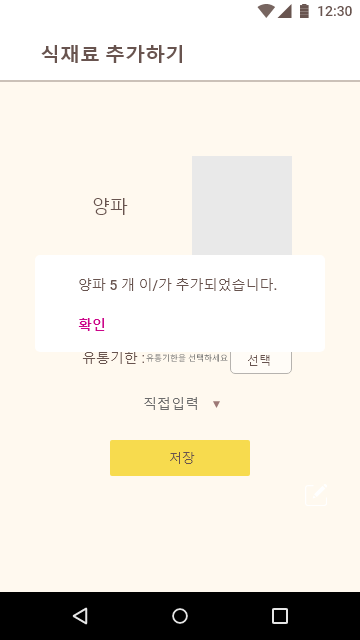 12:30
식재료 추가하기
양파
양파 5 개 이/가 추가되었습니다.
확인
유통기한 : 유통기한을 선택하세요 선택
직접입력 ▼
저장